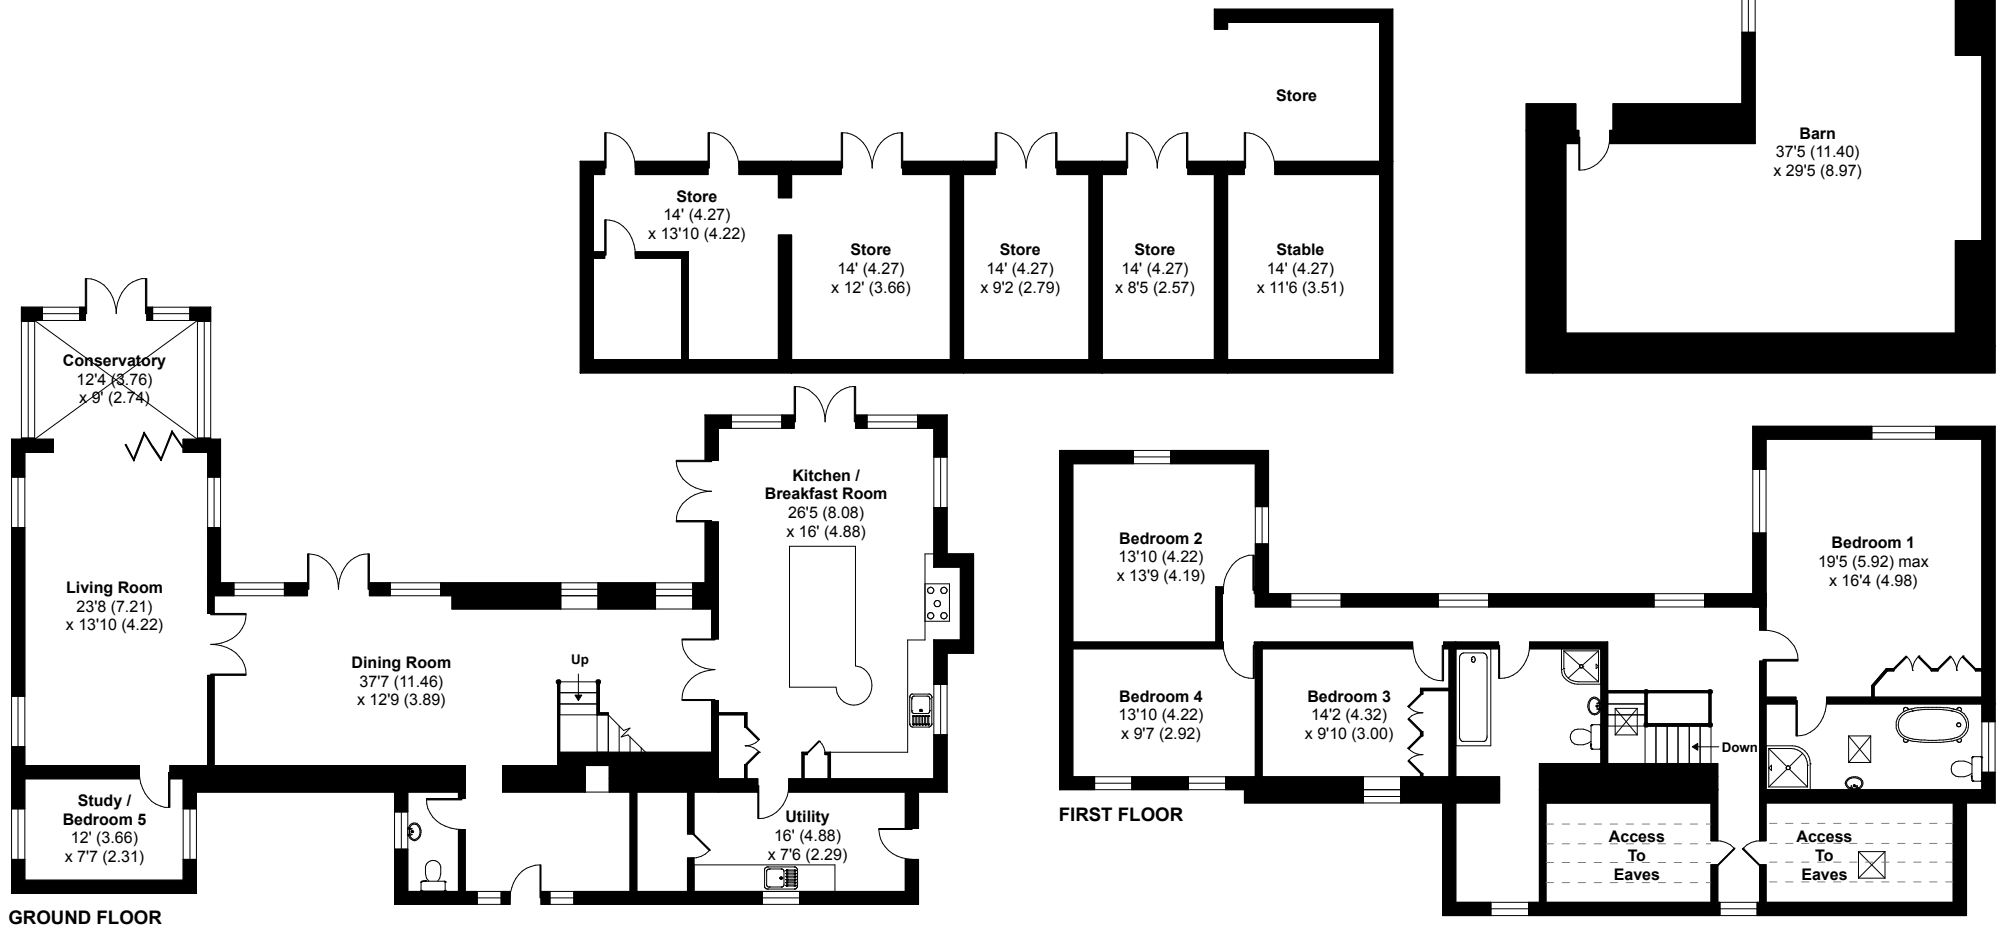 Store
Barn
37'5 (11.40)
x 29'5 (8.97)
Store
14' (4.27)
x 13'10 (4.22)
Store
14' (4.27)
x 12' (3.66)
Store
14' (4.27)
x 9'2 (2.79)
Store
14' (4.27)
x 8'5 (2.57)
Stable
14' (4.27)
x 11'6 (3.51)
Conservatory
12'4 (3.76)
x 9' (2.74)
Kitchen /
Breakfast Room
26'5 (8.08)
x 16' (4.88)
Living Room
23'8 (7.21)
x 13'10 (4.22)
Dining Room
37'7 (11.46)
x 12'9 (3.89)
Up
Study /
Bedroom 5
12' (3.66)
x 7'7 (2.31)
Utility
16' (4.88)
x 7'6 (2.29)
GROUND FLOOR
Bedroom 2
13'10 (4.22)
x 13'9 (4.19)
Bedroom 1
19'5 (5.92) max
x 16'4 (4.98)
Bedroom 4
13'10 (4.22)
x 9'7 (2.92)
Bedroom 3
14'2 (4.32)
x 9'10 (3.00)
Down
FIRST FLOOR
Access
To
Eaves
Access
To
Eaves